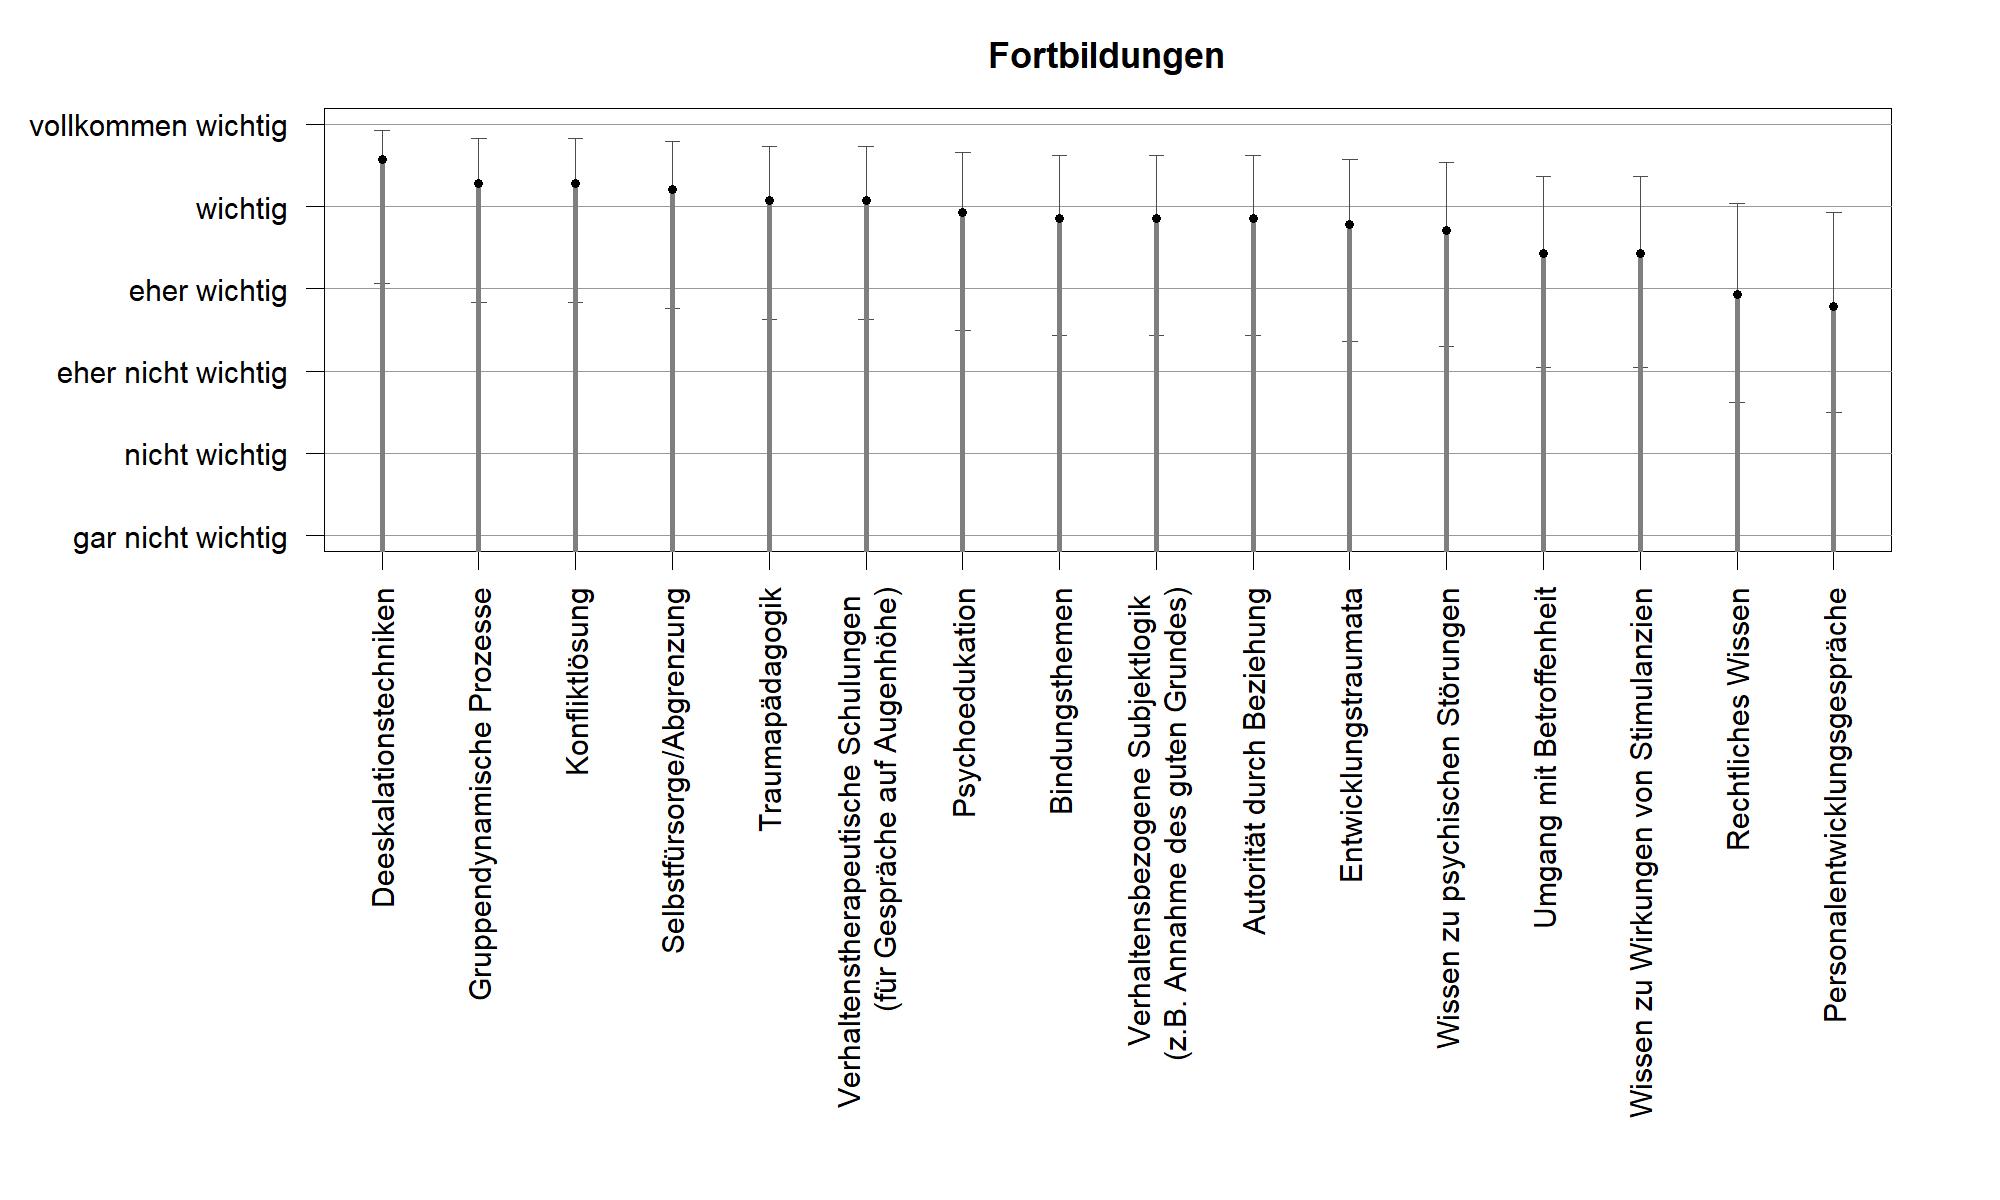 Fortbildungen
vollkommen wichtig
wichtig
eher wichtig
eher nicht wichtig
nicht wichtig
gar nicht wichtig
Deeskalationstechniken
Gruppendynamische Prozesse
Konfliktlösung
Selbstfürsorge/Abgrenzung
Traumapädagogik
Verhaltenstherapeutische Schulungen
(für Gespräche auf Augenhöhe)
Psychoedukation
Bindungsthemen
Verhaltensbezogene Subjektlogik
(z.B. Annahme des guten Grundes)
Autorität durch Beziehung
Entwicklungstraumata
Wissen zu psychischen Störungen
Umgang mit Betroffenheit
Wissen zu Wirkungen von Stimulanzien
Rechtliches Wissen
Personalentwicklungsgespräche